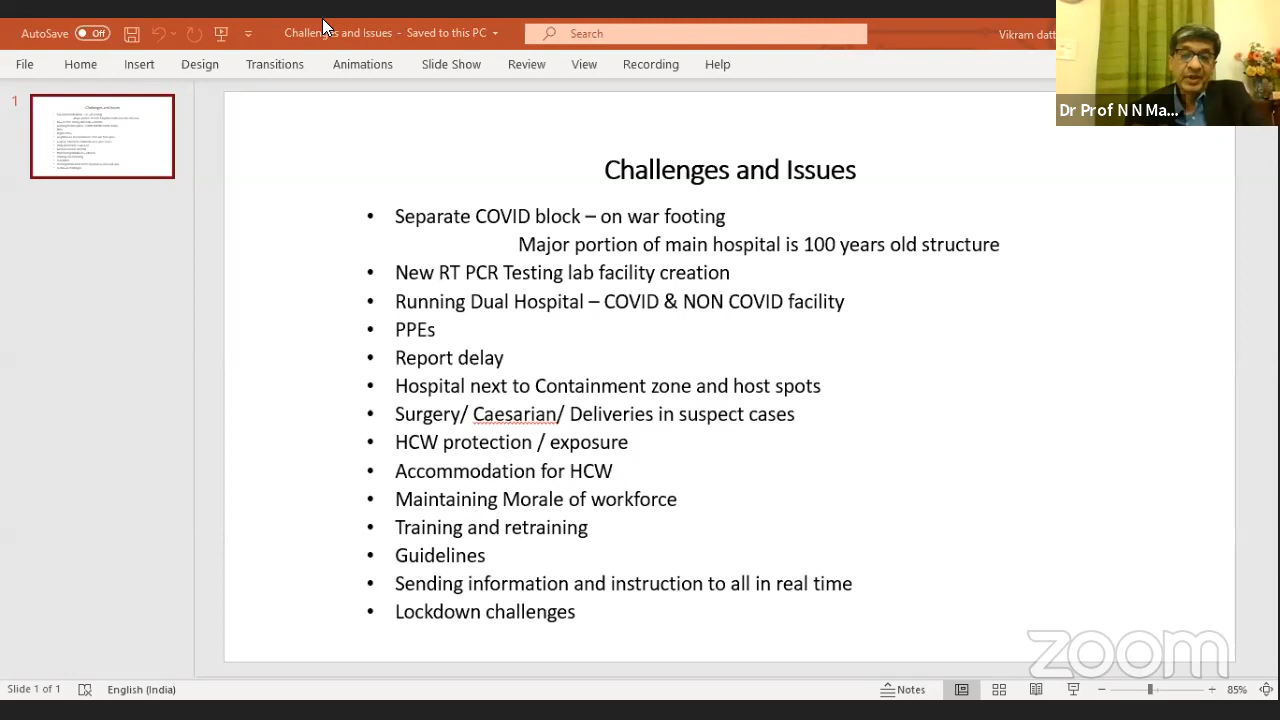 AutoSave Off Challenges and Issues - Saved to this PC Search Vikram datt
File Home Insert Design Transitions Animations Slide Show Review View Recording Help
Dr Prof N N Ma...
1
Challenges and Issues
• Separate COVID block – on war footing
Major portion of main hospital is 100 years old structure
• New RT PCR Testing lab facility creation
• Running Dual Hospital – COVID & NON COVID facility
• PPEs
• Report delay
• Hospital next to Containment zone and host spots
• Surgery/ Caesarian/ Deliveries in suspect cases
• HCW protection / exposure
• Accommodation for HCW
• Maintaining Morale of workforce
• Training and retraining
• Guidelines
• Sending information and instruction to all in real time
• Lockdown challenges
zoom
Slide 1 of 1 English (India) Notes 85%